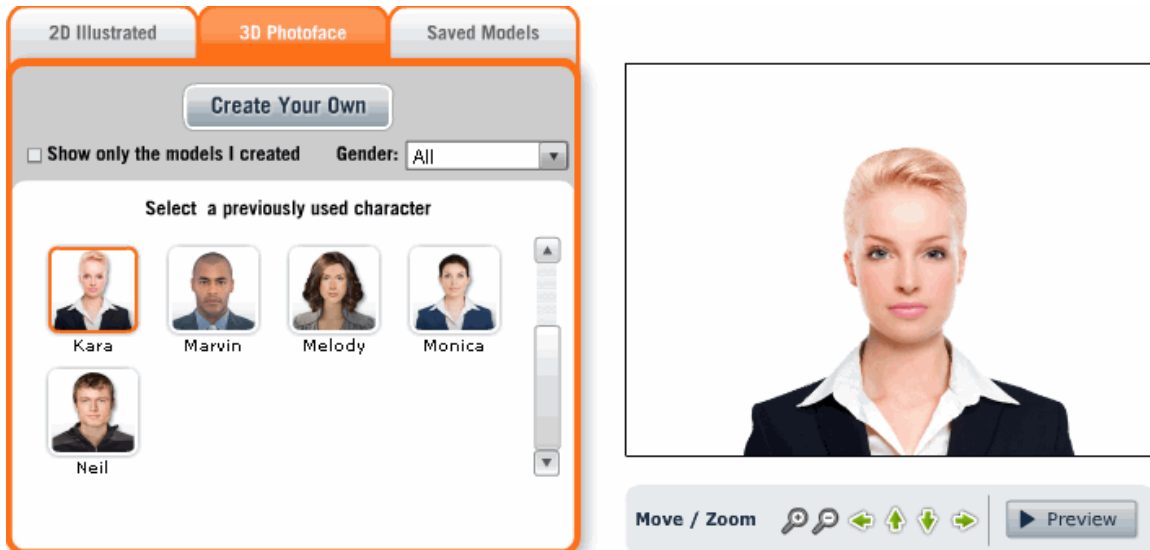 2D Illustrated
3D Photoface
Saved Models
Create Your Own
Show only the models I created
Gender: All
Select a previously used character
Kara
Marvin
Melody
Monica
Neil
Move / Zoom
Preview